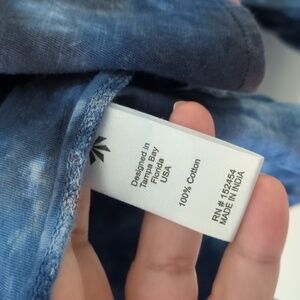 Designed in
Tampa Bay
Florida
USA
100% Cotton
RN # 152454
MADE IN INDIA